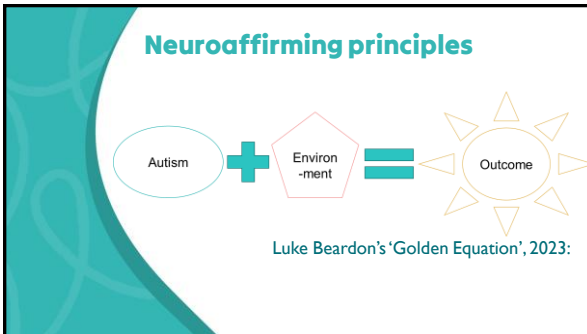 Neuroaffirming principles
Autism
Environ
-ment
Outcome
Luke Beardon's 'Golden Equation', 2023: